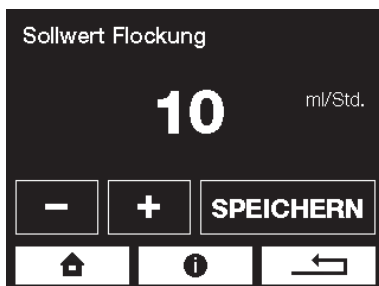 Sollwert Flockung
10 ml/Std.
− + SPEICHERN